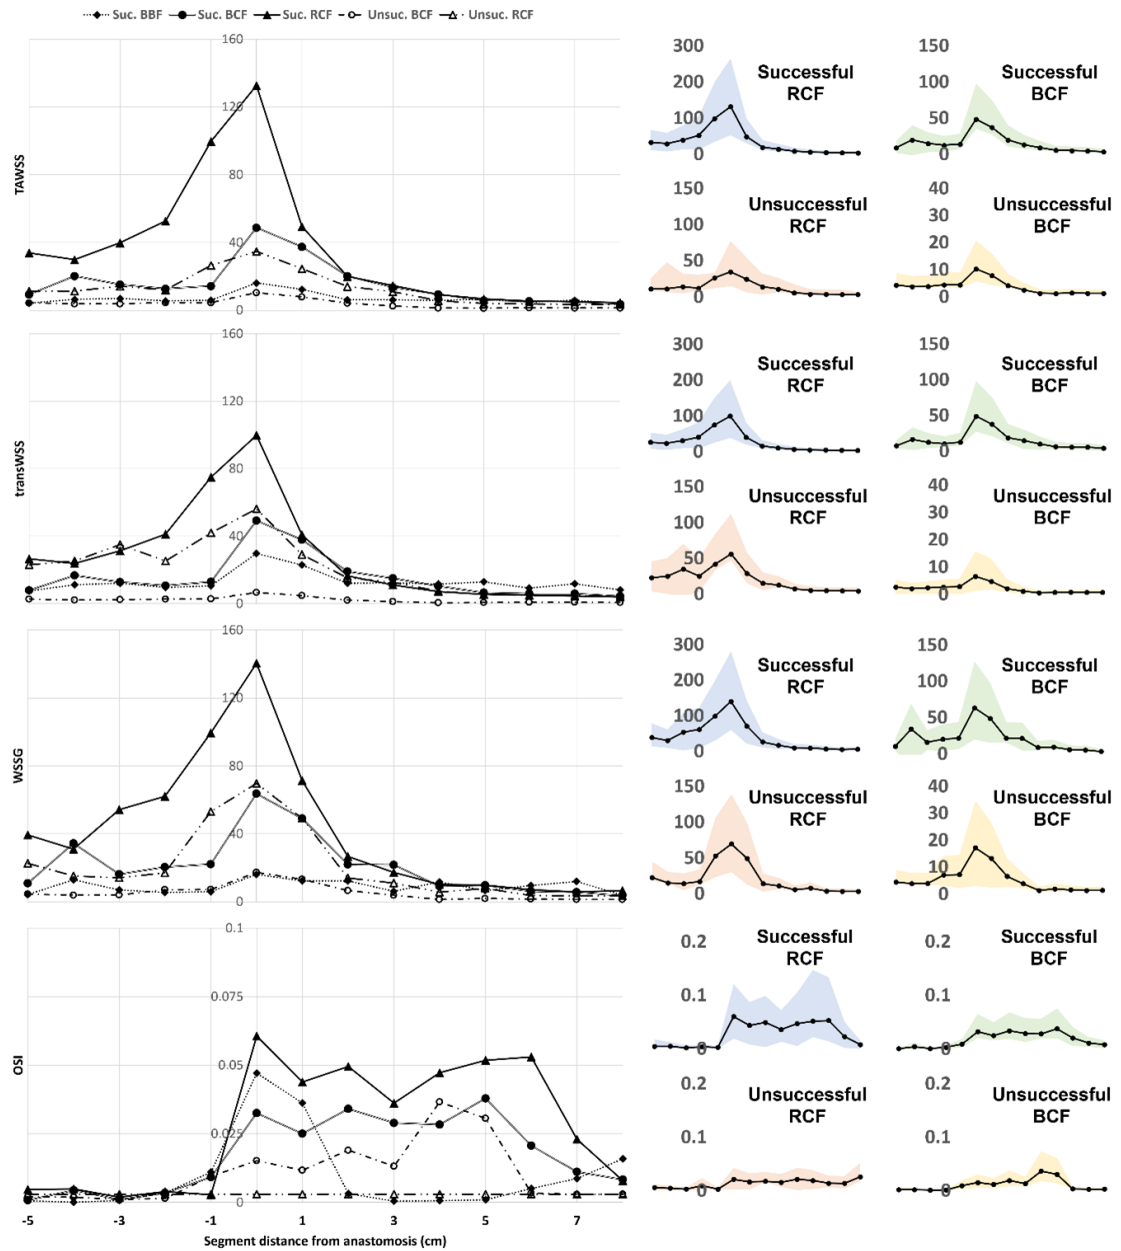 Suc. BBF Suc. BCF Suc. RCF Unsuc. BCF Unsuc. RCF
160
120
80
40
0
TAWSS
300
200
100
0
Successful
RCF
150
100
50
0
Successful
BCF
150
100
50
0
Unsuccessful
RCF
40
30
20
10
0
Unsuccessful
BCF
160
120
80
40
0
transWSS
300
200
100
0
Successful
RCF
150
100
50
0
Successful
BCF
150
100
50
0
Unsuccessful
RCF
40
30
20
10
0
Unsuccessful
BCF
160
120
80
40
0
WSSG
300
200
100
0
Successful
RCF
150
100
50
0
Successful
BCF
150
100
50
0
Unsuccessful
RCF
40
30
20
10
0
Unsuccessful
BCF
0.1
0.075
0.05
0.025
0
OSI
-5 -3 -1 1 3 5 7
Segment distance from anastomosis (cm)
0.2
0.1
0
Successful
RCF
0.2
0.1
0
Successful
BCF
0.2
0.1
0
Unsuccessful
RCF
0.2
0.1
0
Unsuccessful
BCF